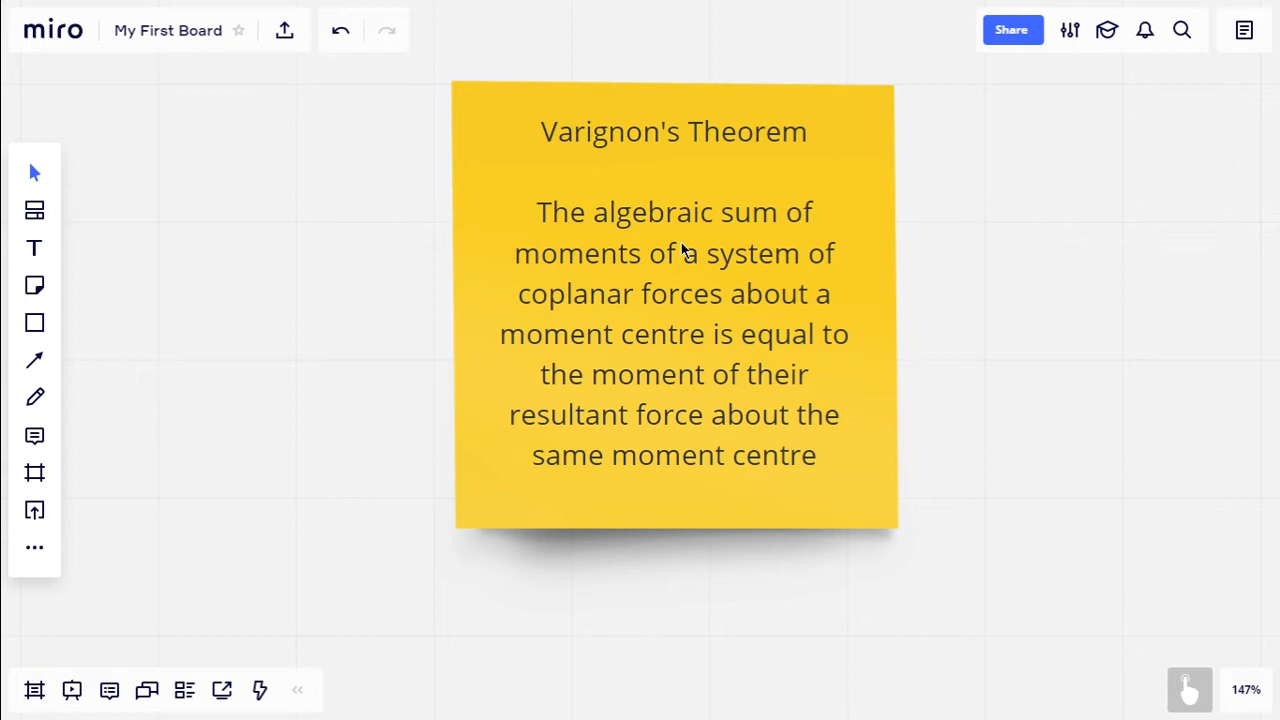 miro
My First Board
Share
Varignon's Theorem
The algebraic sum of
moments of a system of
coplanar forces about a
moment centre is equal to
the moment of their
resultant force about the
same moment centre
T
147%